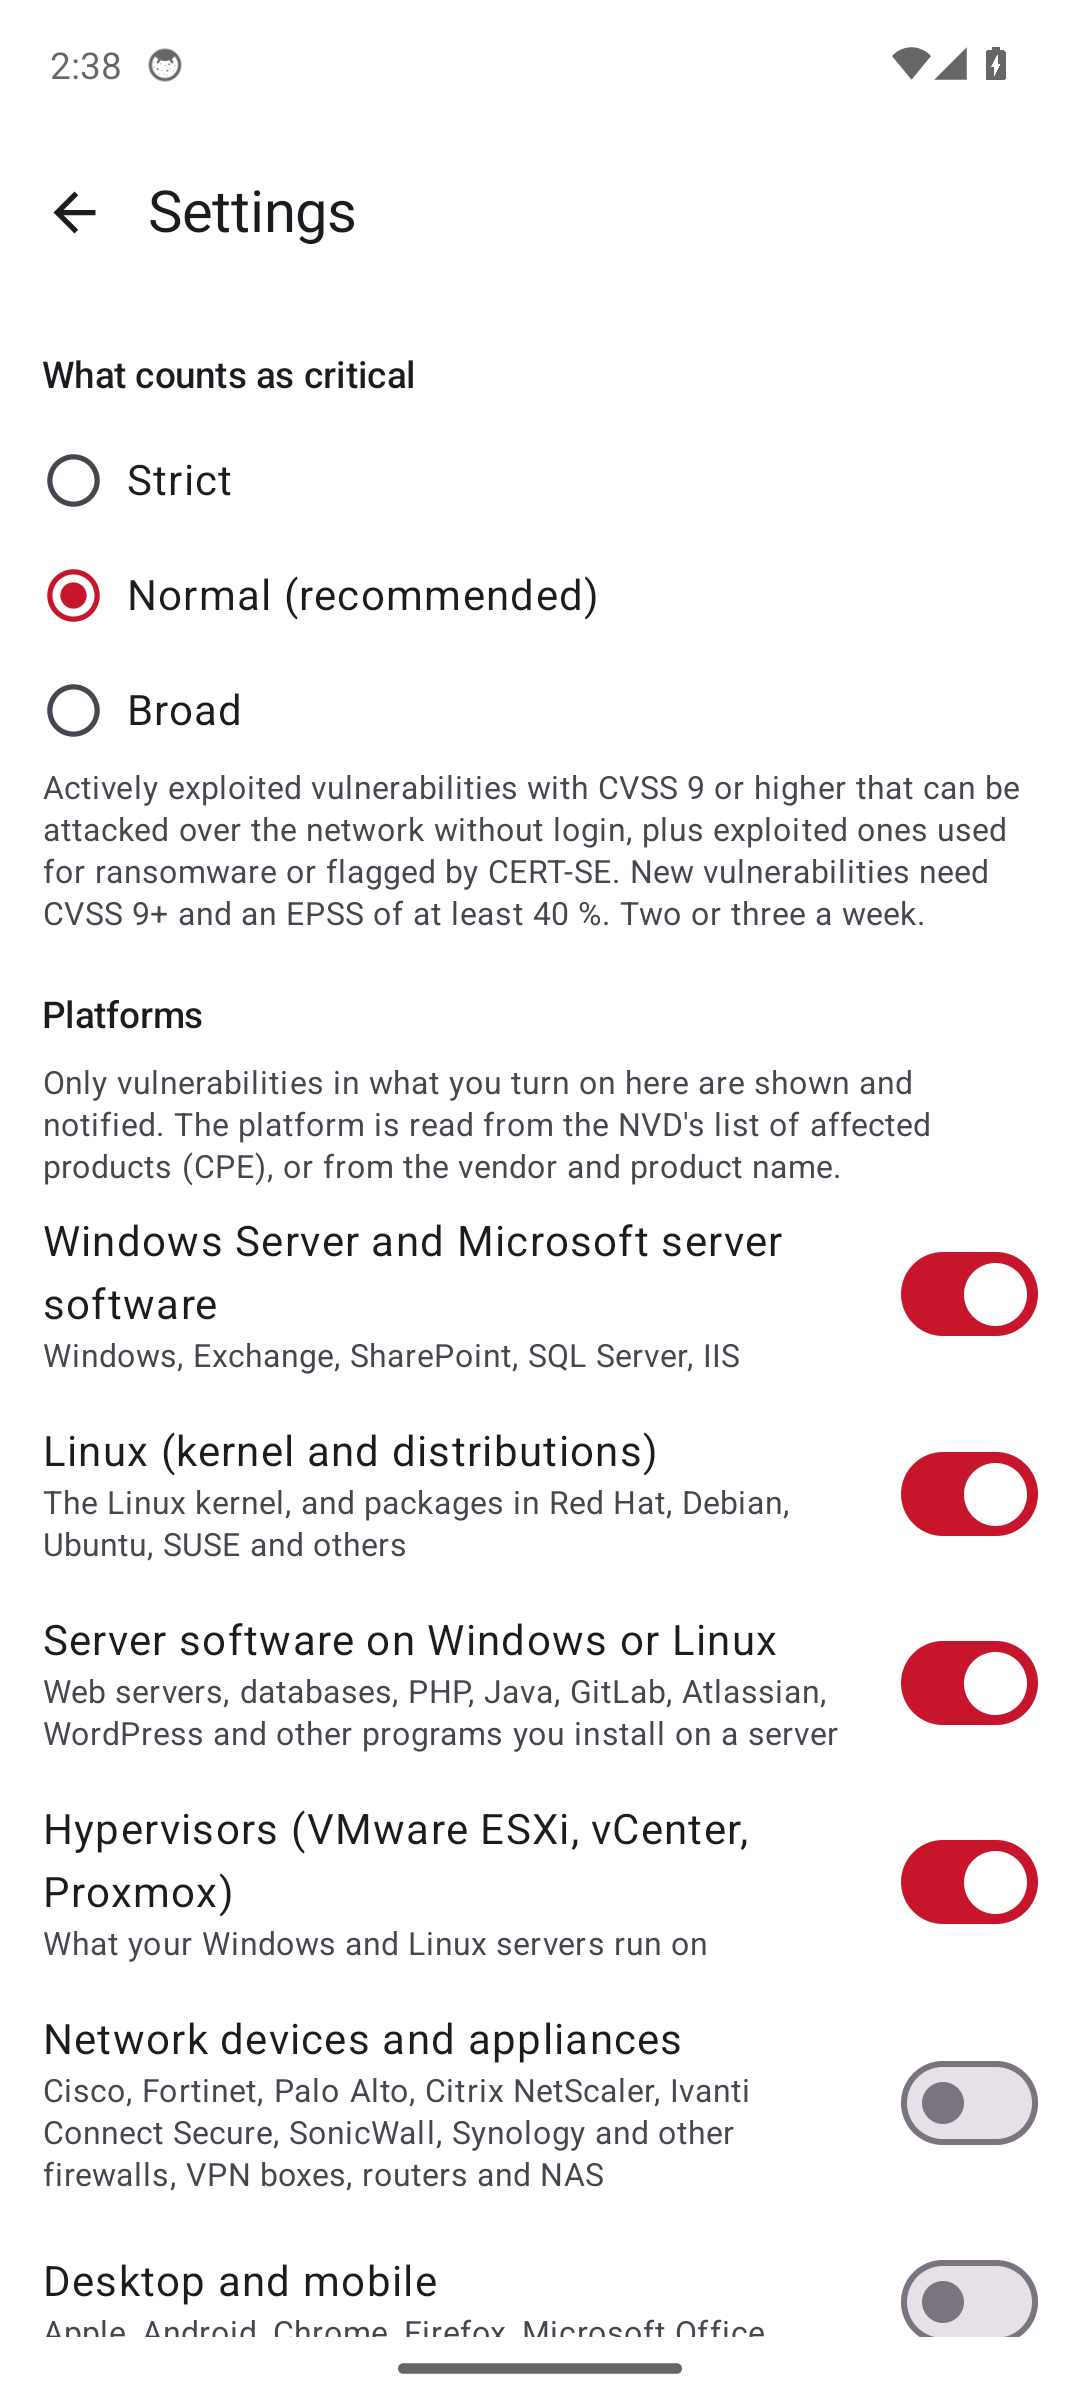 2:38
Settings
What counts as critical
Strict
Normal (recommended)
Broad
Actively exploited vulnerabilities with CVSS 9 or higher that can be
attacked over the network without login, plus exploited ones used
for ransomware or flagged by CERT-SE. New vulnerabilities need
CVSS 9+ and an EPSS of at least 40 %. Two or three a week.
Platforms
Only vulnerabilities in what you turn on here are shown and
notified. The platform is read from the NVD's list of affected
products (CPE), or from the vendor and product name.
Windows Server and Microsoft server
software
Windows, Exchange, SharePoint, SQL Server, IIS
Linux (kernel and distributions)
The Linux kernel, and packages in Red Hat, Debian,
Ubuntu, SUSE and others
Server software on Windows or Linux
Web servers, databases, PHP, Java, GitLab, Atlassian,
WordPress and other programs you install on a server
Hypervisors (VMware ESXi, vCenter,
Proxmox)
What your Windows and Linux servers run on
Network devices and appliances
Cisco, Fortinet, Palo Alto, Citrix NetScaler, Ivanti
Connect Secure, SonicWall, Synology and other
firewalls, VPN boxes, routers and NAS
Desktop and mobile
Apple, Android, Chrome, Firefox, Microsoft Office